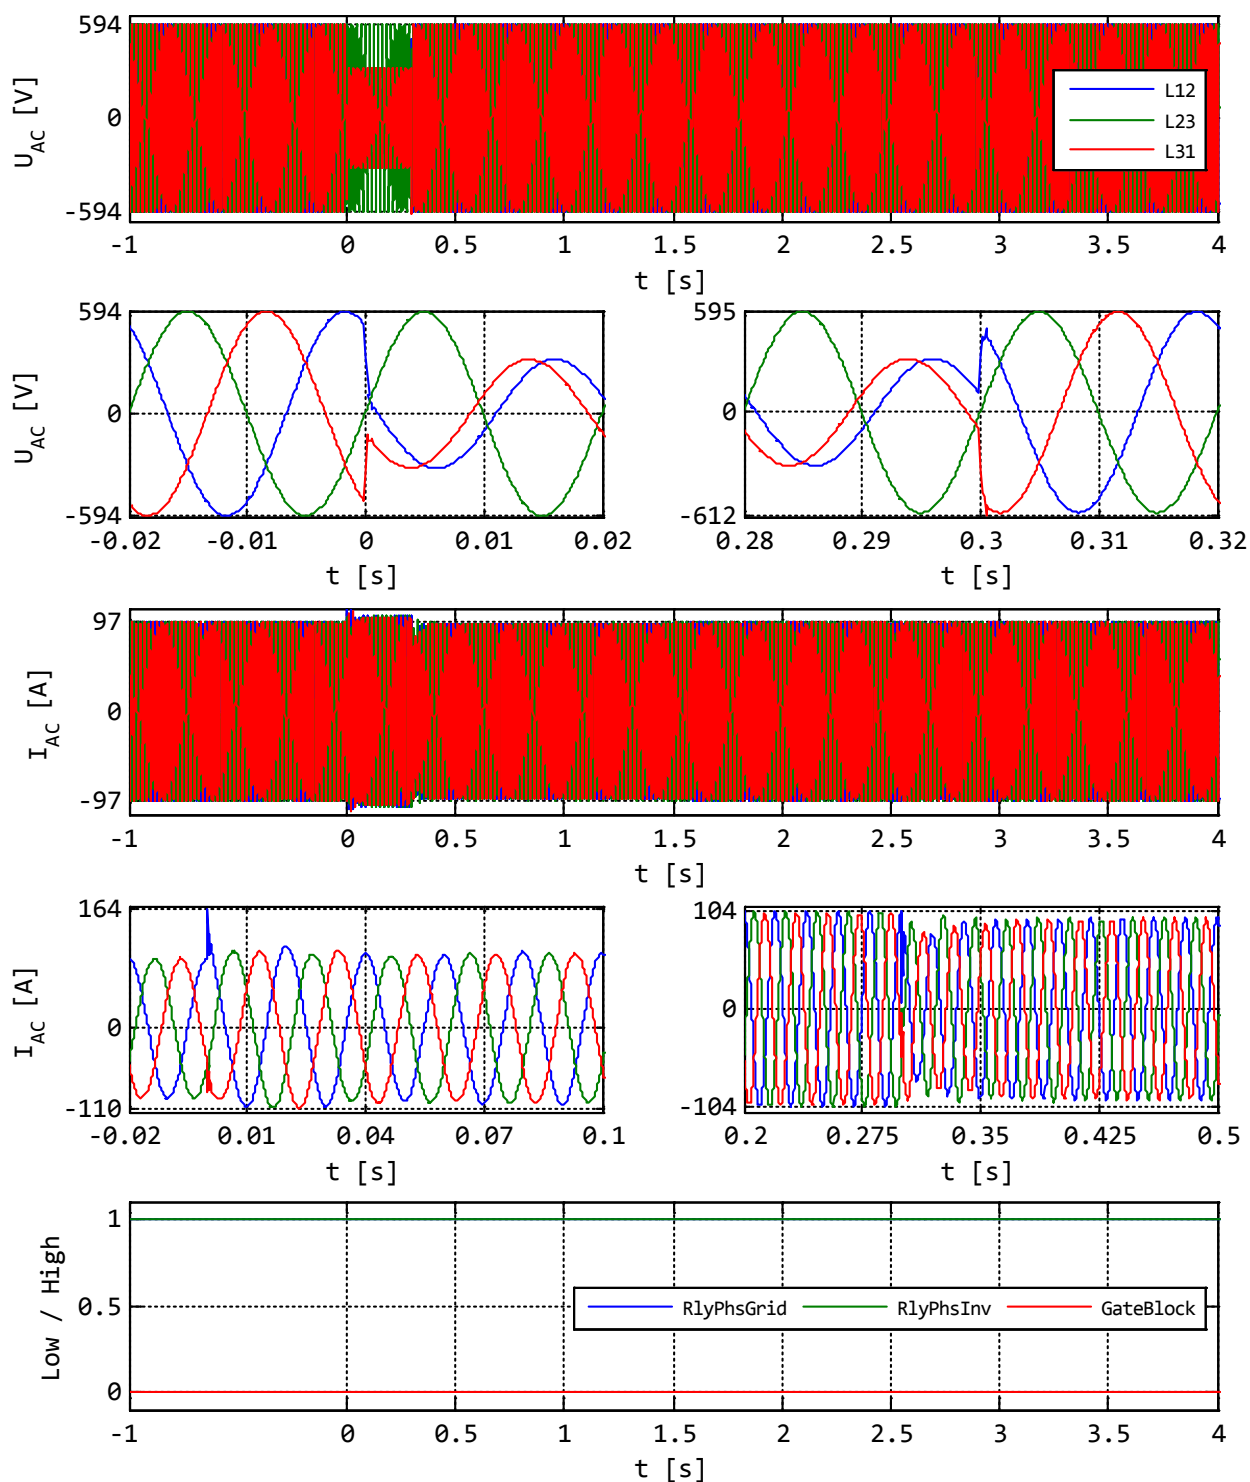 594
0
-594
U_AC [V]
L12
L23
L31
-1 0 0.5 1 1.5 2 2.5 3 3.5 4
t [s]
594
0
-594
U_AC [V]
-0.02 -0.01 0 0.01 0.02
t [s]
595
0
-612
0.28 0.29 0.3 0.31 0.32
t [s]
97
0
-97
I_AC [A]
-1 0 0.5 1 1.5 2 2.5 3 3.5 4
t [s]
164
0
-110
I_AC [A]
-0.02 0.01 0.04 0.07 0.1
t [s]
104
0
-104
0.2 0.275 0.35 0.425 0.5
t [s]
1
0.5
0
Low / High
RlyPhsGrid RlyPhsInv GateBlock
-1 0 0.5 1 1.5 2 2.5 3 3.5 4
t [s]